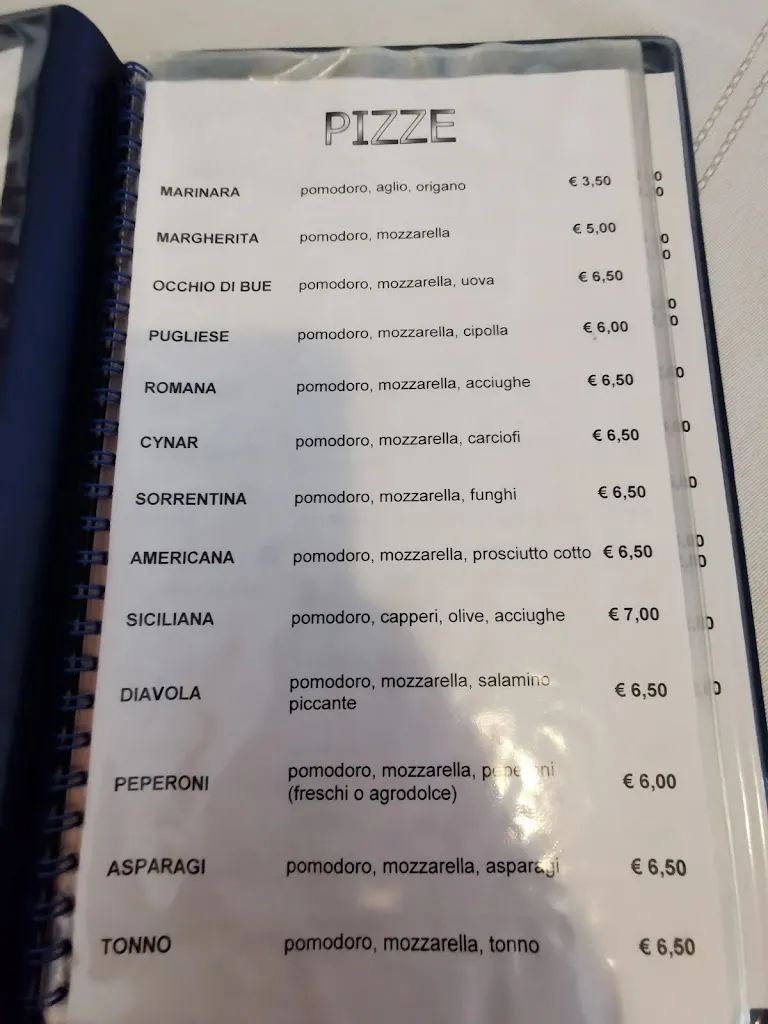 PIZZE
MARINARA pomodoro, aglio, origano € 3,50
MARGHERITA pomodoro, mozzarella € 5,00
OCCHIO DI BUE pomodoro, mozzarella, uova € 6,50
PUGLIESE pomodoro, mozzarella, cipolla € 6,00
ROMANA pomodoro, mozzarella, acciughe € 6,50
CYNAR pomodoro, mozzarella, carciofi € 6,50
SORRENTINA pomodoro, mozzarella, funghi € 6,50
AMERICANA pomodoro, mozzarella, prosciutto cotto € 6,50
SICILIANA pomodoro, capperi, olive, acciughe € 7,00
DIAVOLA pomodoro, mozzarella, salamino € 6,50
piccante
PEPERONI pomodoro, mozzarella, peperoni € 6,00
(freschi o agrodolce)
ASPARAGI pomodoro, mozzarella, asparagi € 6,50
TONNO pomodoro, mozzarella, tonno € 6,50